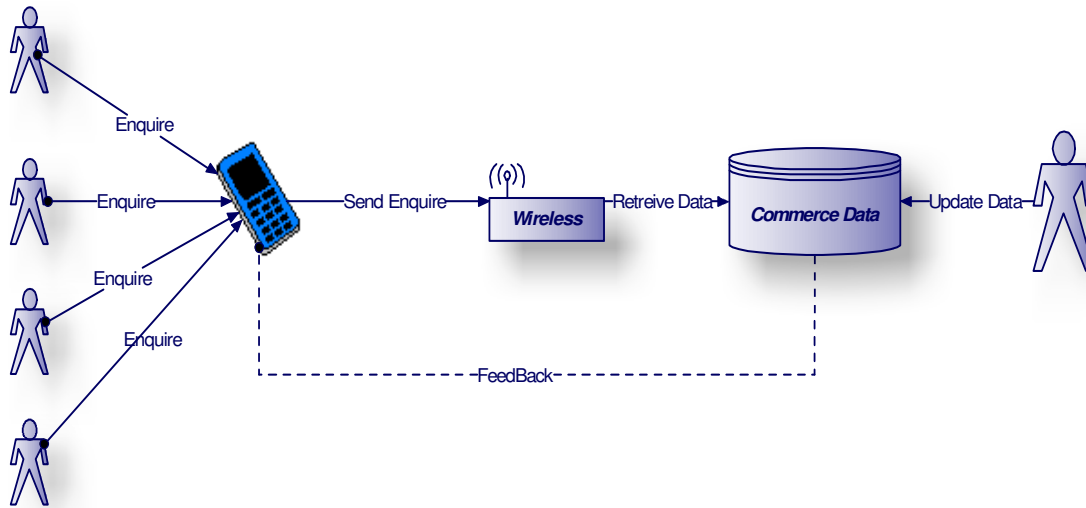 Enquire
Enquire
Send Enquire
Wireless
Retreive Data
Commerce Data
Update Data
Enquire
Enquire
FeedBack